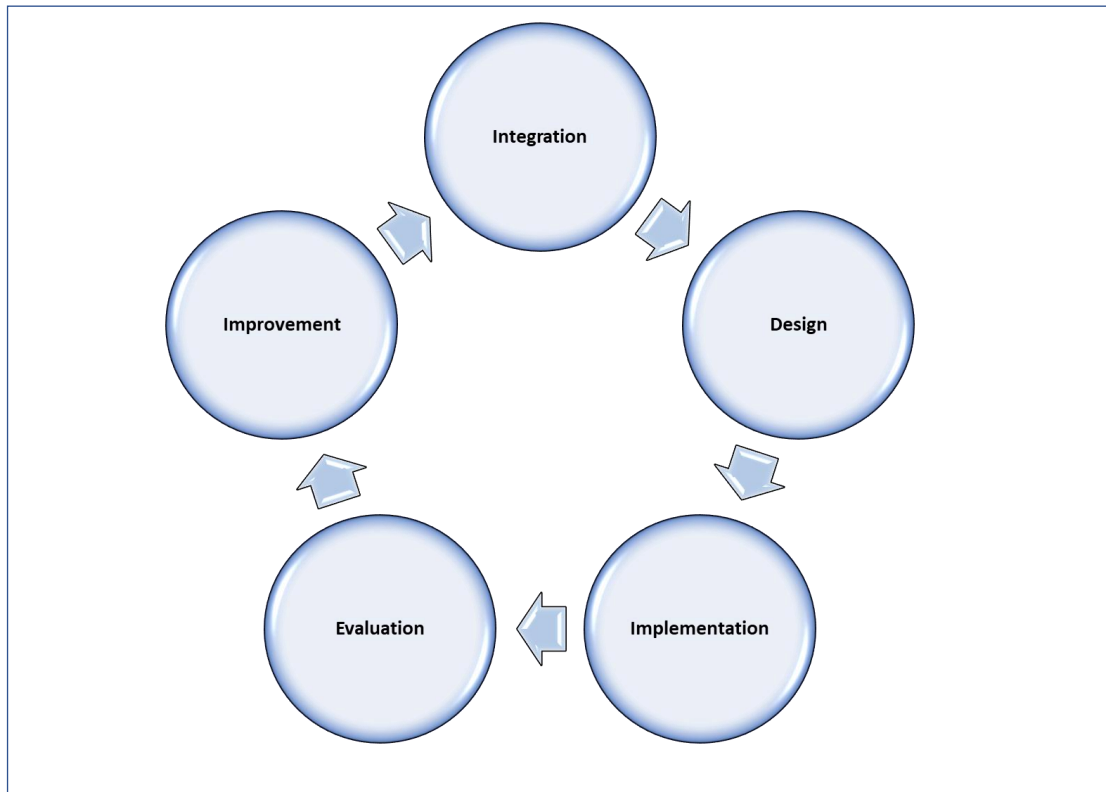 Integration
Design
Implementation
Evaluation
Improvement